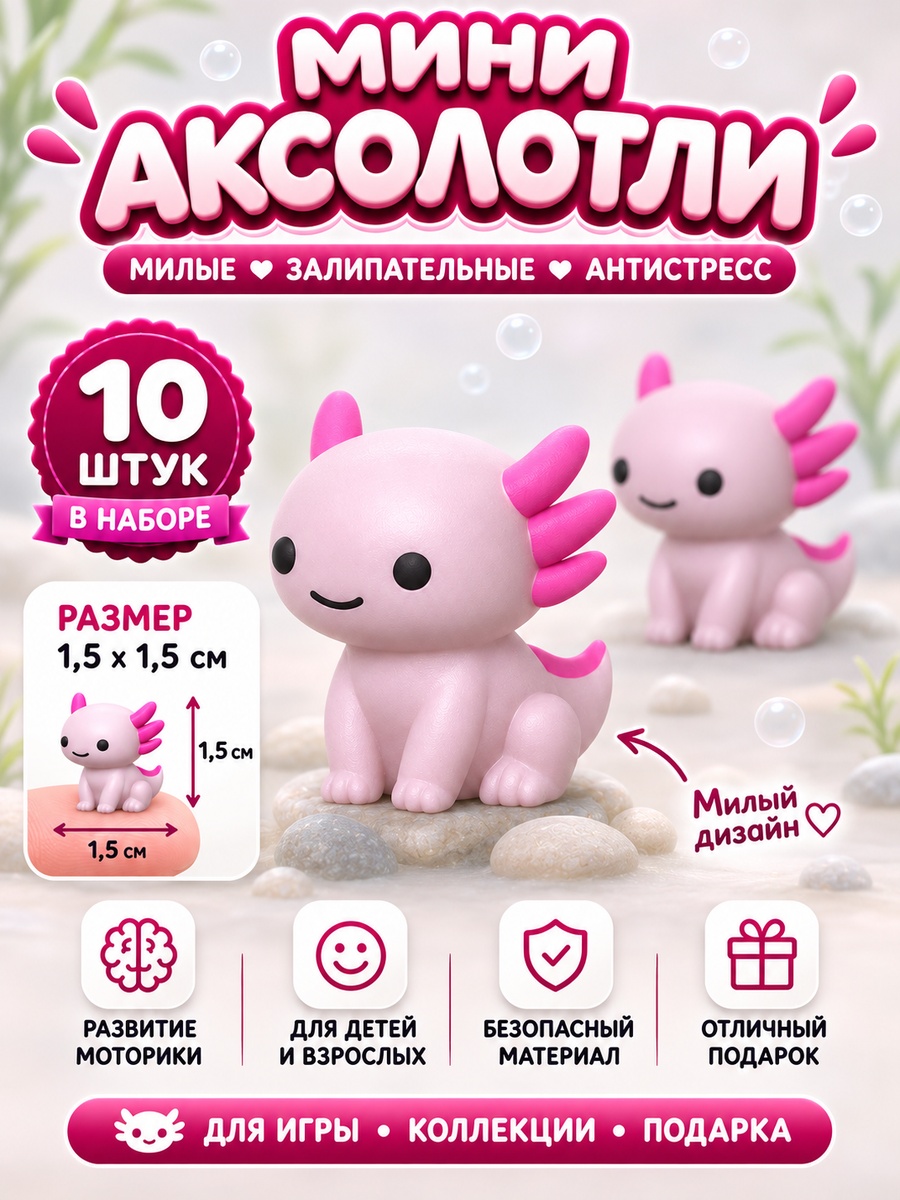 МИНИ
АКСОЛОТЛИ
МИЛЫЕ ♥ ЗАЛИПАТЕЛЬНЫЕ ♥ АНТИСТРЕСС
10
ШТУК
В НАБОРЕ
РАЗМЕР
1,5 х 1,5 см
1,5 см
1,5 см
Милый
дизайн
РАЗВИТИЕ
МОТОРИКИ
ДЛЯ ДЕТЕЙ
И ВЗРОСЛЫХ
БЕЗОПАСНЫЙ
МАТЕРИАЛ
ОТЛИЧНЫЙ
ПОДАРОК
ДЛЯ ИГРЫ • КОЛЛЕКЦИИ • ПОДАРКА